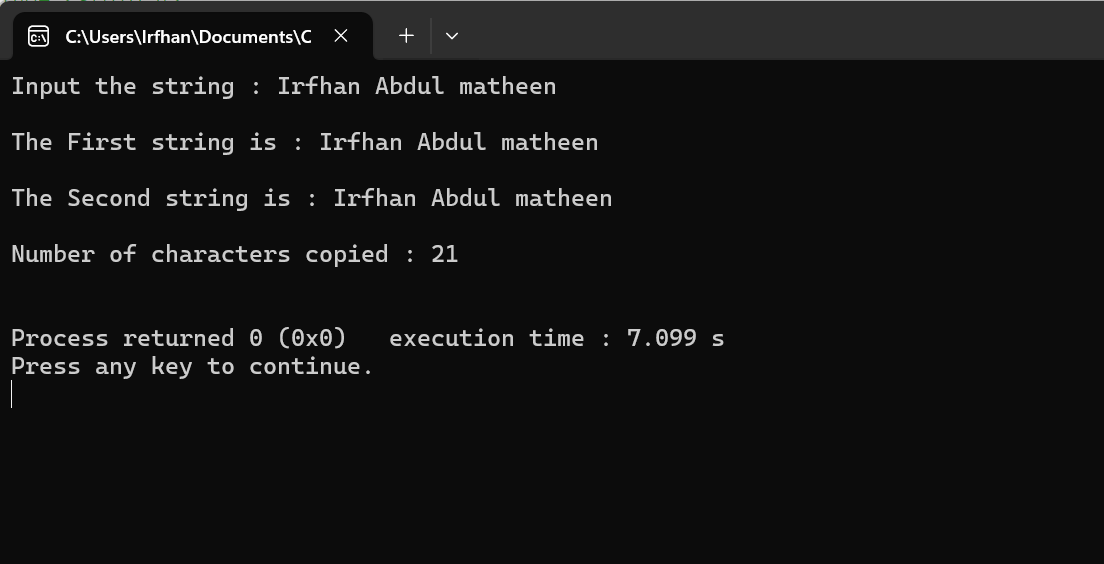 C:\Users\Irfhan\Documents\C
Input the string : Irfhan Abdul matheen
The First string is : Irfhan Abdul matheen
The Second string is : Irfhan Abdul matheen
Number of characters copied : 21
Process returned 0 (0x0)   execution time : 7.099 s
Press any key to continue.